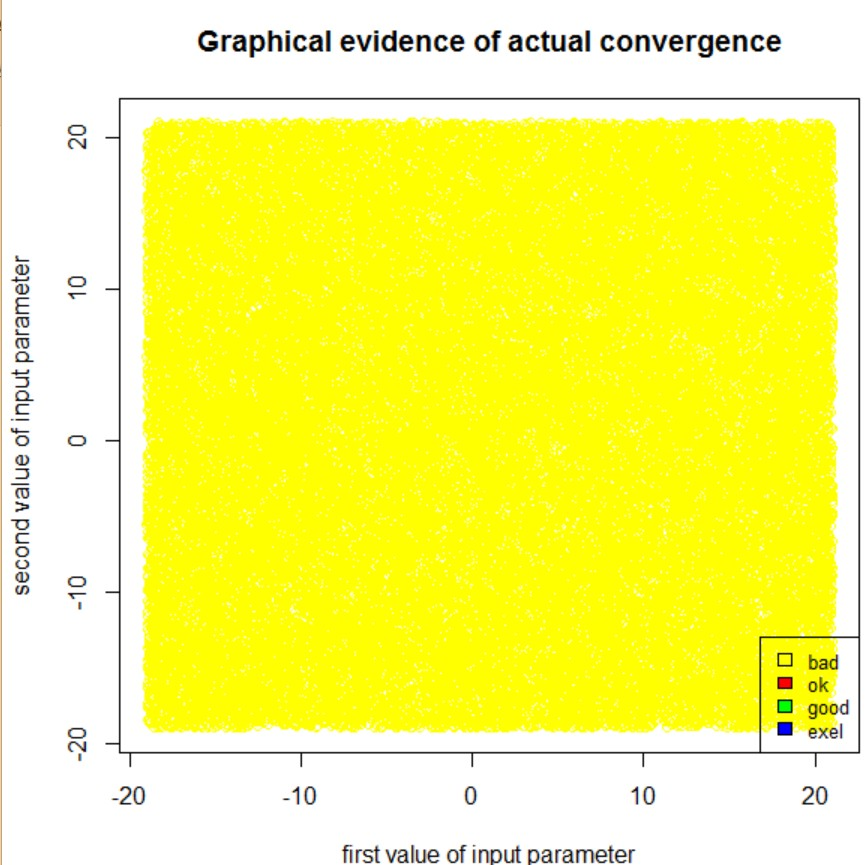 Graphical evidence of actual convergence
second value of input parameter
20
10
0
-10
-20
bad
ok
good
exel
-20
-10
0
10
20
first value of input parameter